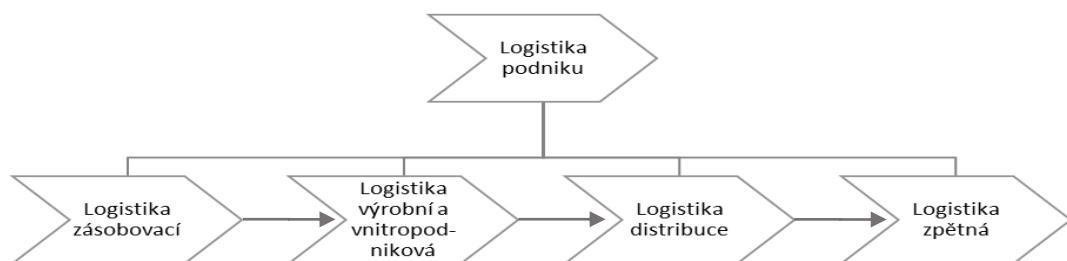 Logistika
podniku
Logistika
zásobovací
Logistika
výrobní a
vnitropod-
niková
Logistika
distribuce
Logistika
zpětná